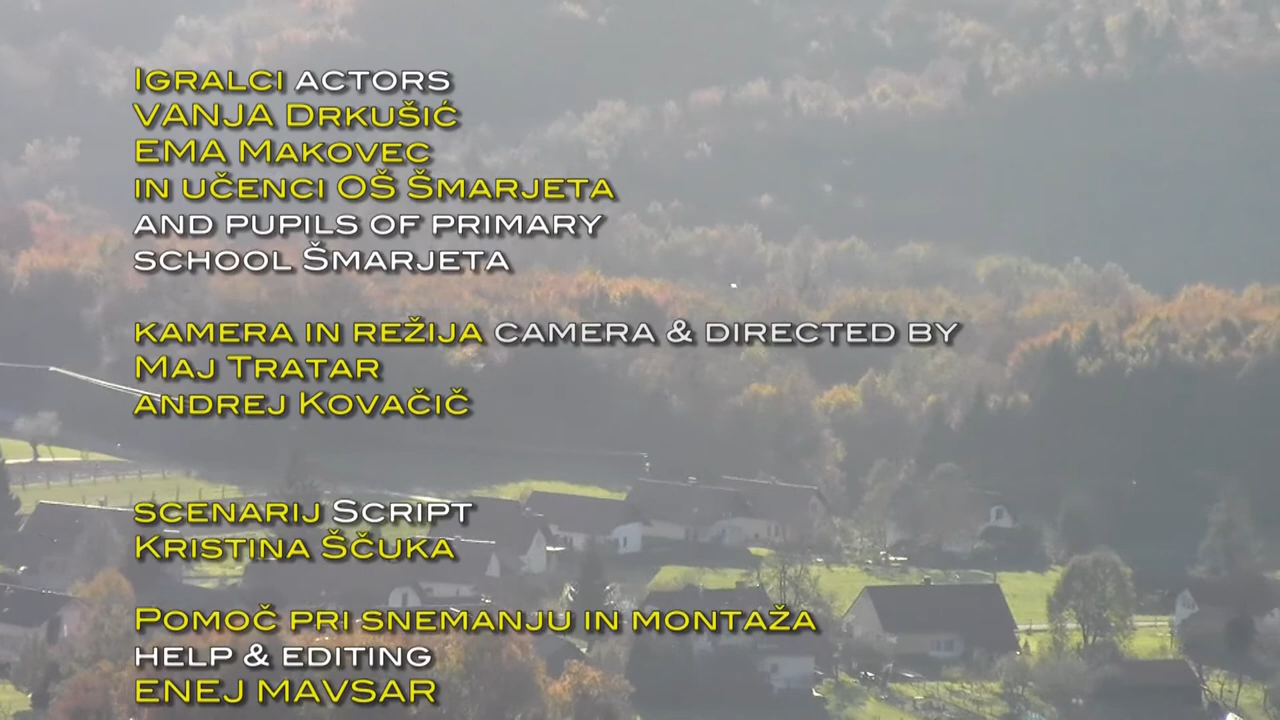 Igralci actors
VANJA Drkušić
EMA Makovec
in učenci OŠ Šmarjeta
and pupils of primary
school Šmarjeta
kamera in režija camera & directed by
Maj Tratar
andrej Kovačič
scenarij Script
Kristina Ščuka
Pomoč pri snemanju in montaža
help & editing
ENEJ MAVSAR